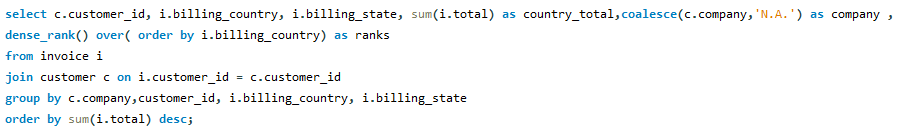 select c.customer_id, i.billing_country, i.billing_state, sum(i.total) as country_total,coalesce(c.company,'N.A.') as company ,
dense_rank() over( order by i.billing_country) as ranks
from invoice i
join customer c on i.customer_id = c.customer_id
group by c.company,customer_id, i.billing_country, i.billing_state
order by sum(i.total) desc;